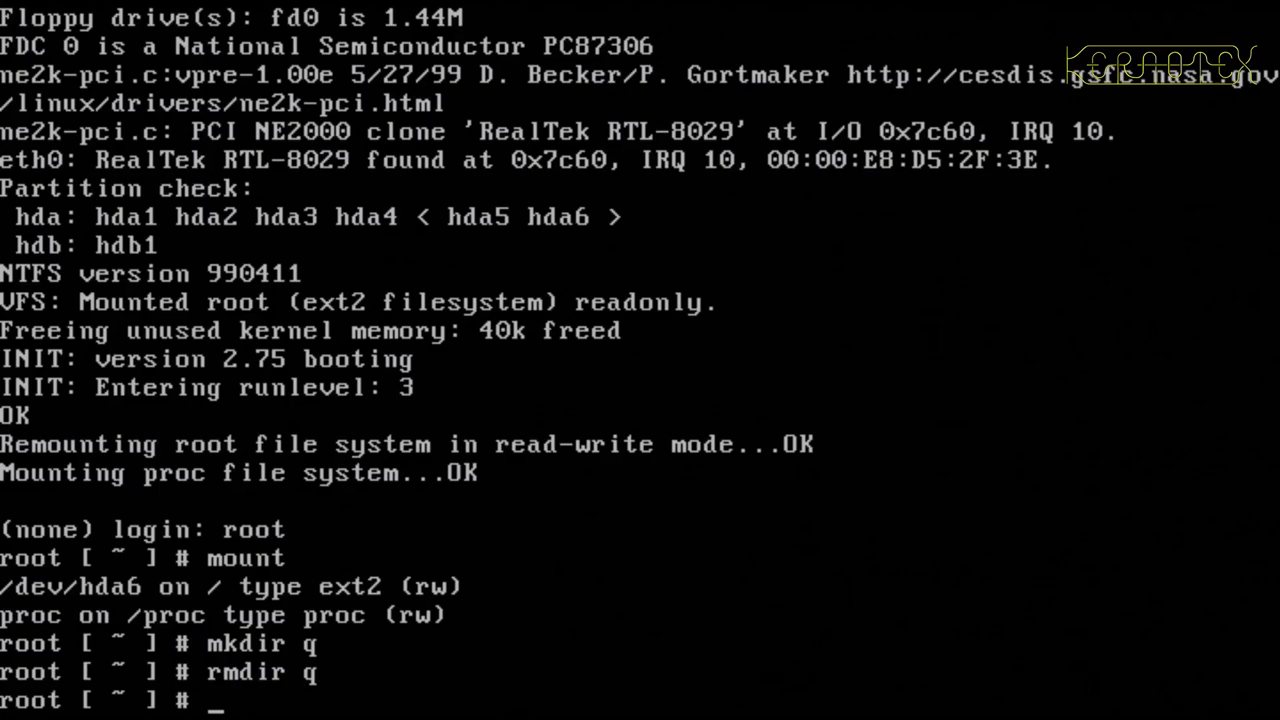 Floppy drive(s): fd0 is 1.44M
FDC 0 is a National Semiconductor PC87306
ne2k-pci.c:vpre-1.00e 5/27/99 D. Becker/P. Gortmaker http://cesdis.gsfc.nasa.gov
/linux/drivers/ne2k-pci.html
ne2k-pci.c: PCI NE2000 clone 'RealTek RTL-8029' at I/O 0x7c60, IRQ 10.
eth0: RealTek RTL-8029 found at 0x7c60, IRQ 10, 00:00:E8:D5:2F:3E.
Partition check:
hda: hda1 hda2 hda3 hda4 < hda5 hda6 >
hdb: hdb1
NTFS version 990411
VFS: Mounted root (ext2 filesystem) readonly.
Freeing unused kernel memory: 40k freed
INIT: version 2.75 booting
INIT: Entering runlevel: 3
OK
Remounting root file system in read-write mode...OK
Mounting proc file system...OK
(none) login: root
root [ ~ ] # mount
/dev/hda6 on / type ext2 (rw)
proc on /proc type proc (rw)
root [ ~ ] # mkdir q
root [ ~ ] # rmdir q
root [ ~ ] # _